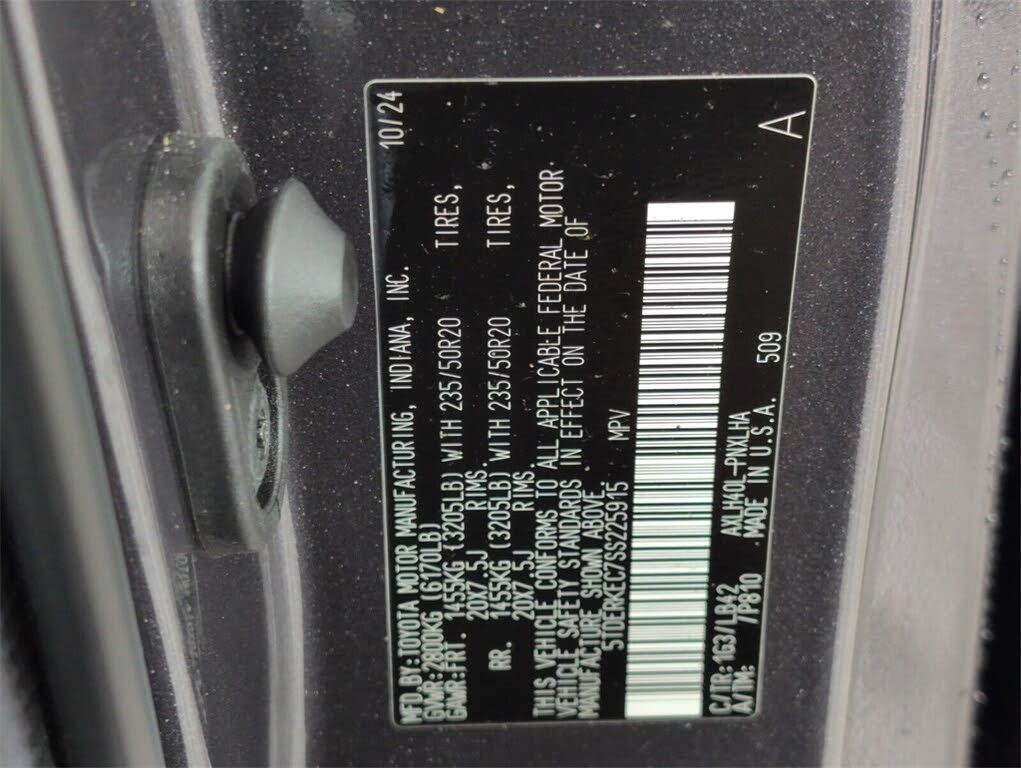 MFD.BY:TOYOTA MOTOR MANUFACTURING, INDIANA, INC. 10/24
GVWR:2800KG (6170LB)
GAWR:FRT. 1455KG (3205LB) WITH 235/50R20 TIRES,
20X7.5J RIMS.
RR. 1455KG (3205LB) WITH 235/50R20 TIRES,
20X7.5J RIMS.
THIS VEHICLE CONFORMS TO ALL APPLICABLE FEDERAL MOTOR.
VEHICLE SAFETY STANDARDS IN EFFECT ON THE DATE OF
MANUFACTURE SHOWN ABOVE.
5TDERKEC7SS225915 MPV
C/TR:1G3/LB42 AXLH40L-PNXLHA 509
A/TM: /P810 MADE IN U.S.A. A